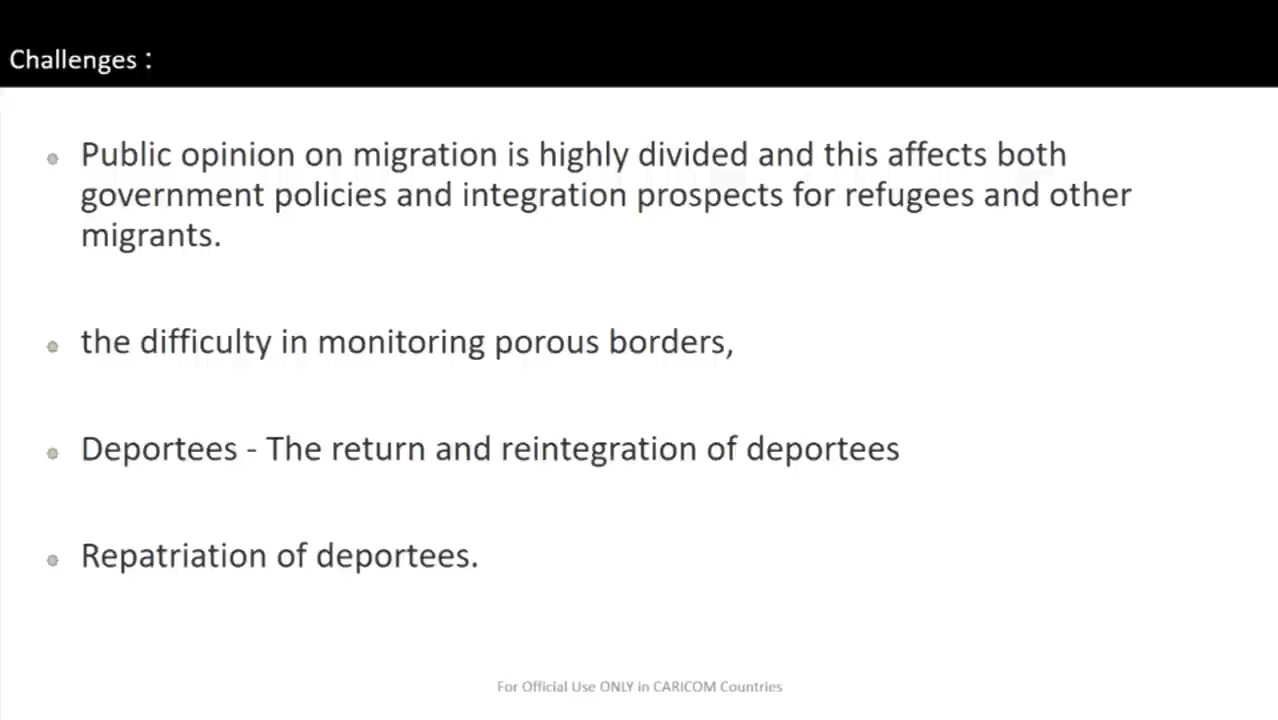 Challenges :
Public opinion on migration is highly divided and this affects both
government policies and integration prospects for refugees and other
migrants.
the difficulty in monitoring porous borders,
Deportees - The return and reintegration of deportees
Repatriation of deportees.
For Official Use ONLY in CARICOM Countries